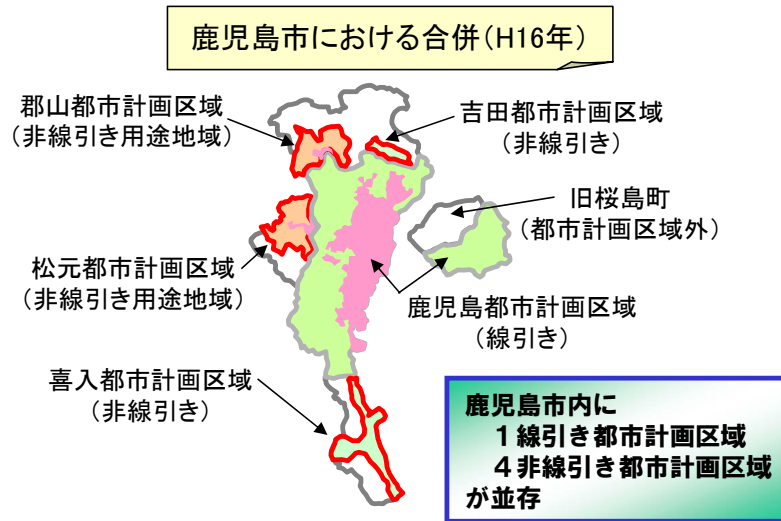 鹿児島市における合併(H16年)
郡山都市計画区域
(非線引き用途地域)
吉田都市計画区域
(非線引き)
旧桜島町
(都市計画区域外)
松元都市計画区域
(非線引き用途地域)
鹿児島都市計画区域
(線引き)
喜入都市計画区域
(非線引き)
鹿児島市内に
1線引き都市計画区域
4非線引き都市計画区域
が並存